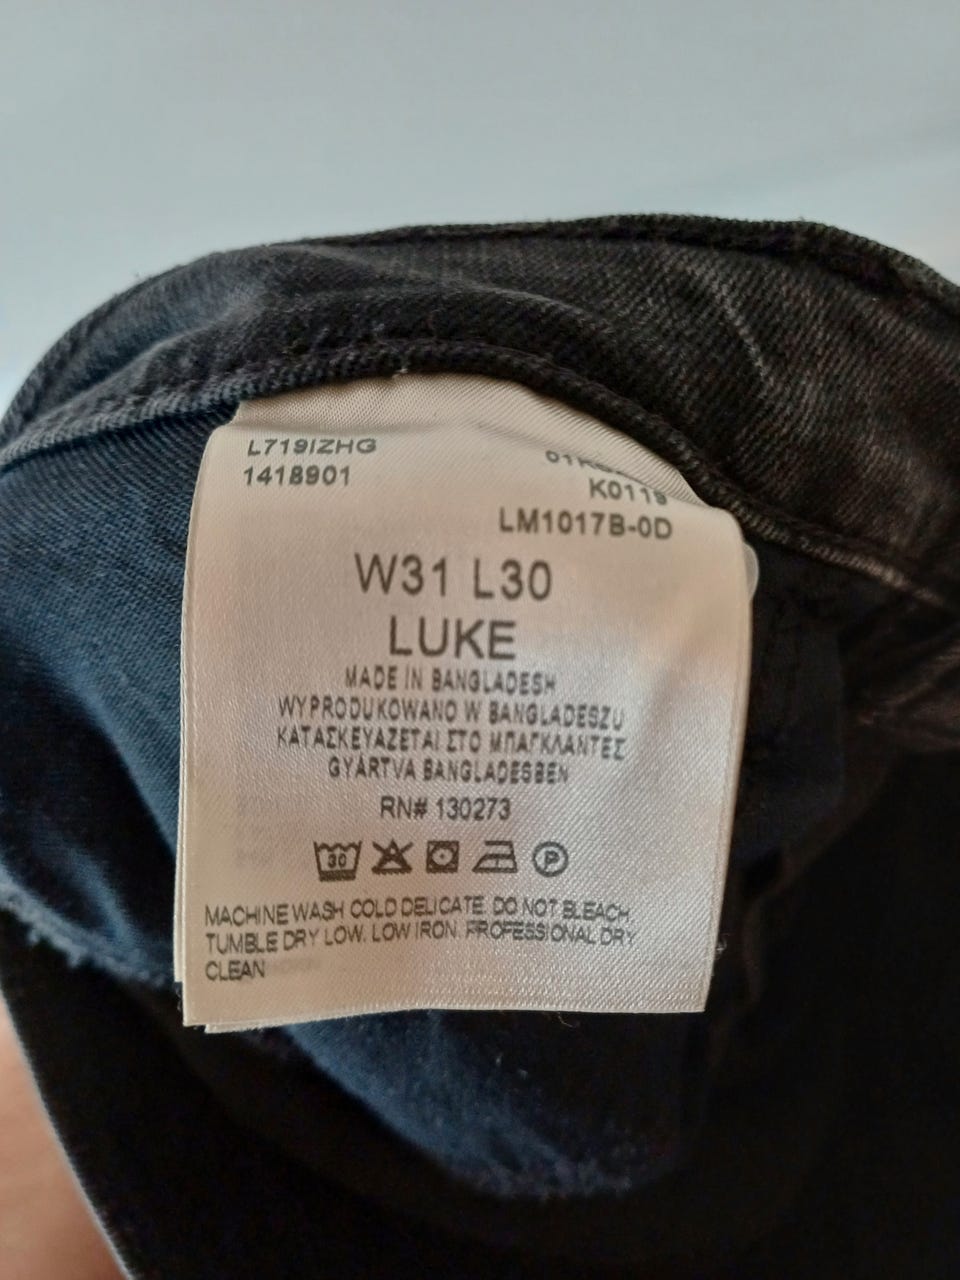 L719IZHG
1418901
K0119
LM1017B-0D
W31 L30
LUKE
MADE IN BANGLADESH
WYPRODUKOWANO W BANGLADESZU
ΚΑΤΑΣΚΕΥΑΖΕΤΑΙ ΣΤΟ ΜΠΑΓΚΛΑΝΤΕΣ
GYÁRTVA BANGLADESBEN
RN# 130273
30 P
MACHINE WASH COLD DELICATE. DO NOT BLEACH.
TUMBLE DRY LOW. LOW IRON. PROFESSIONAL DRY
CLEAN